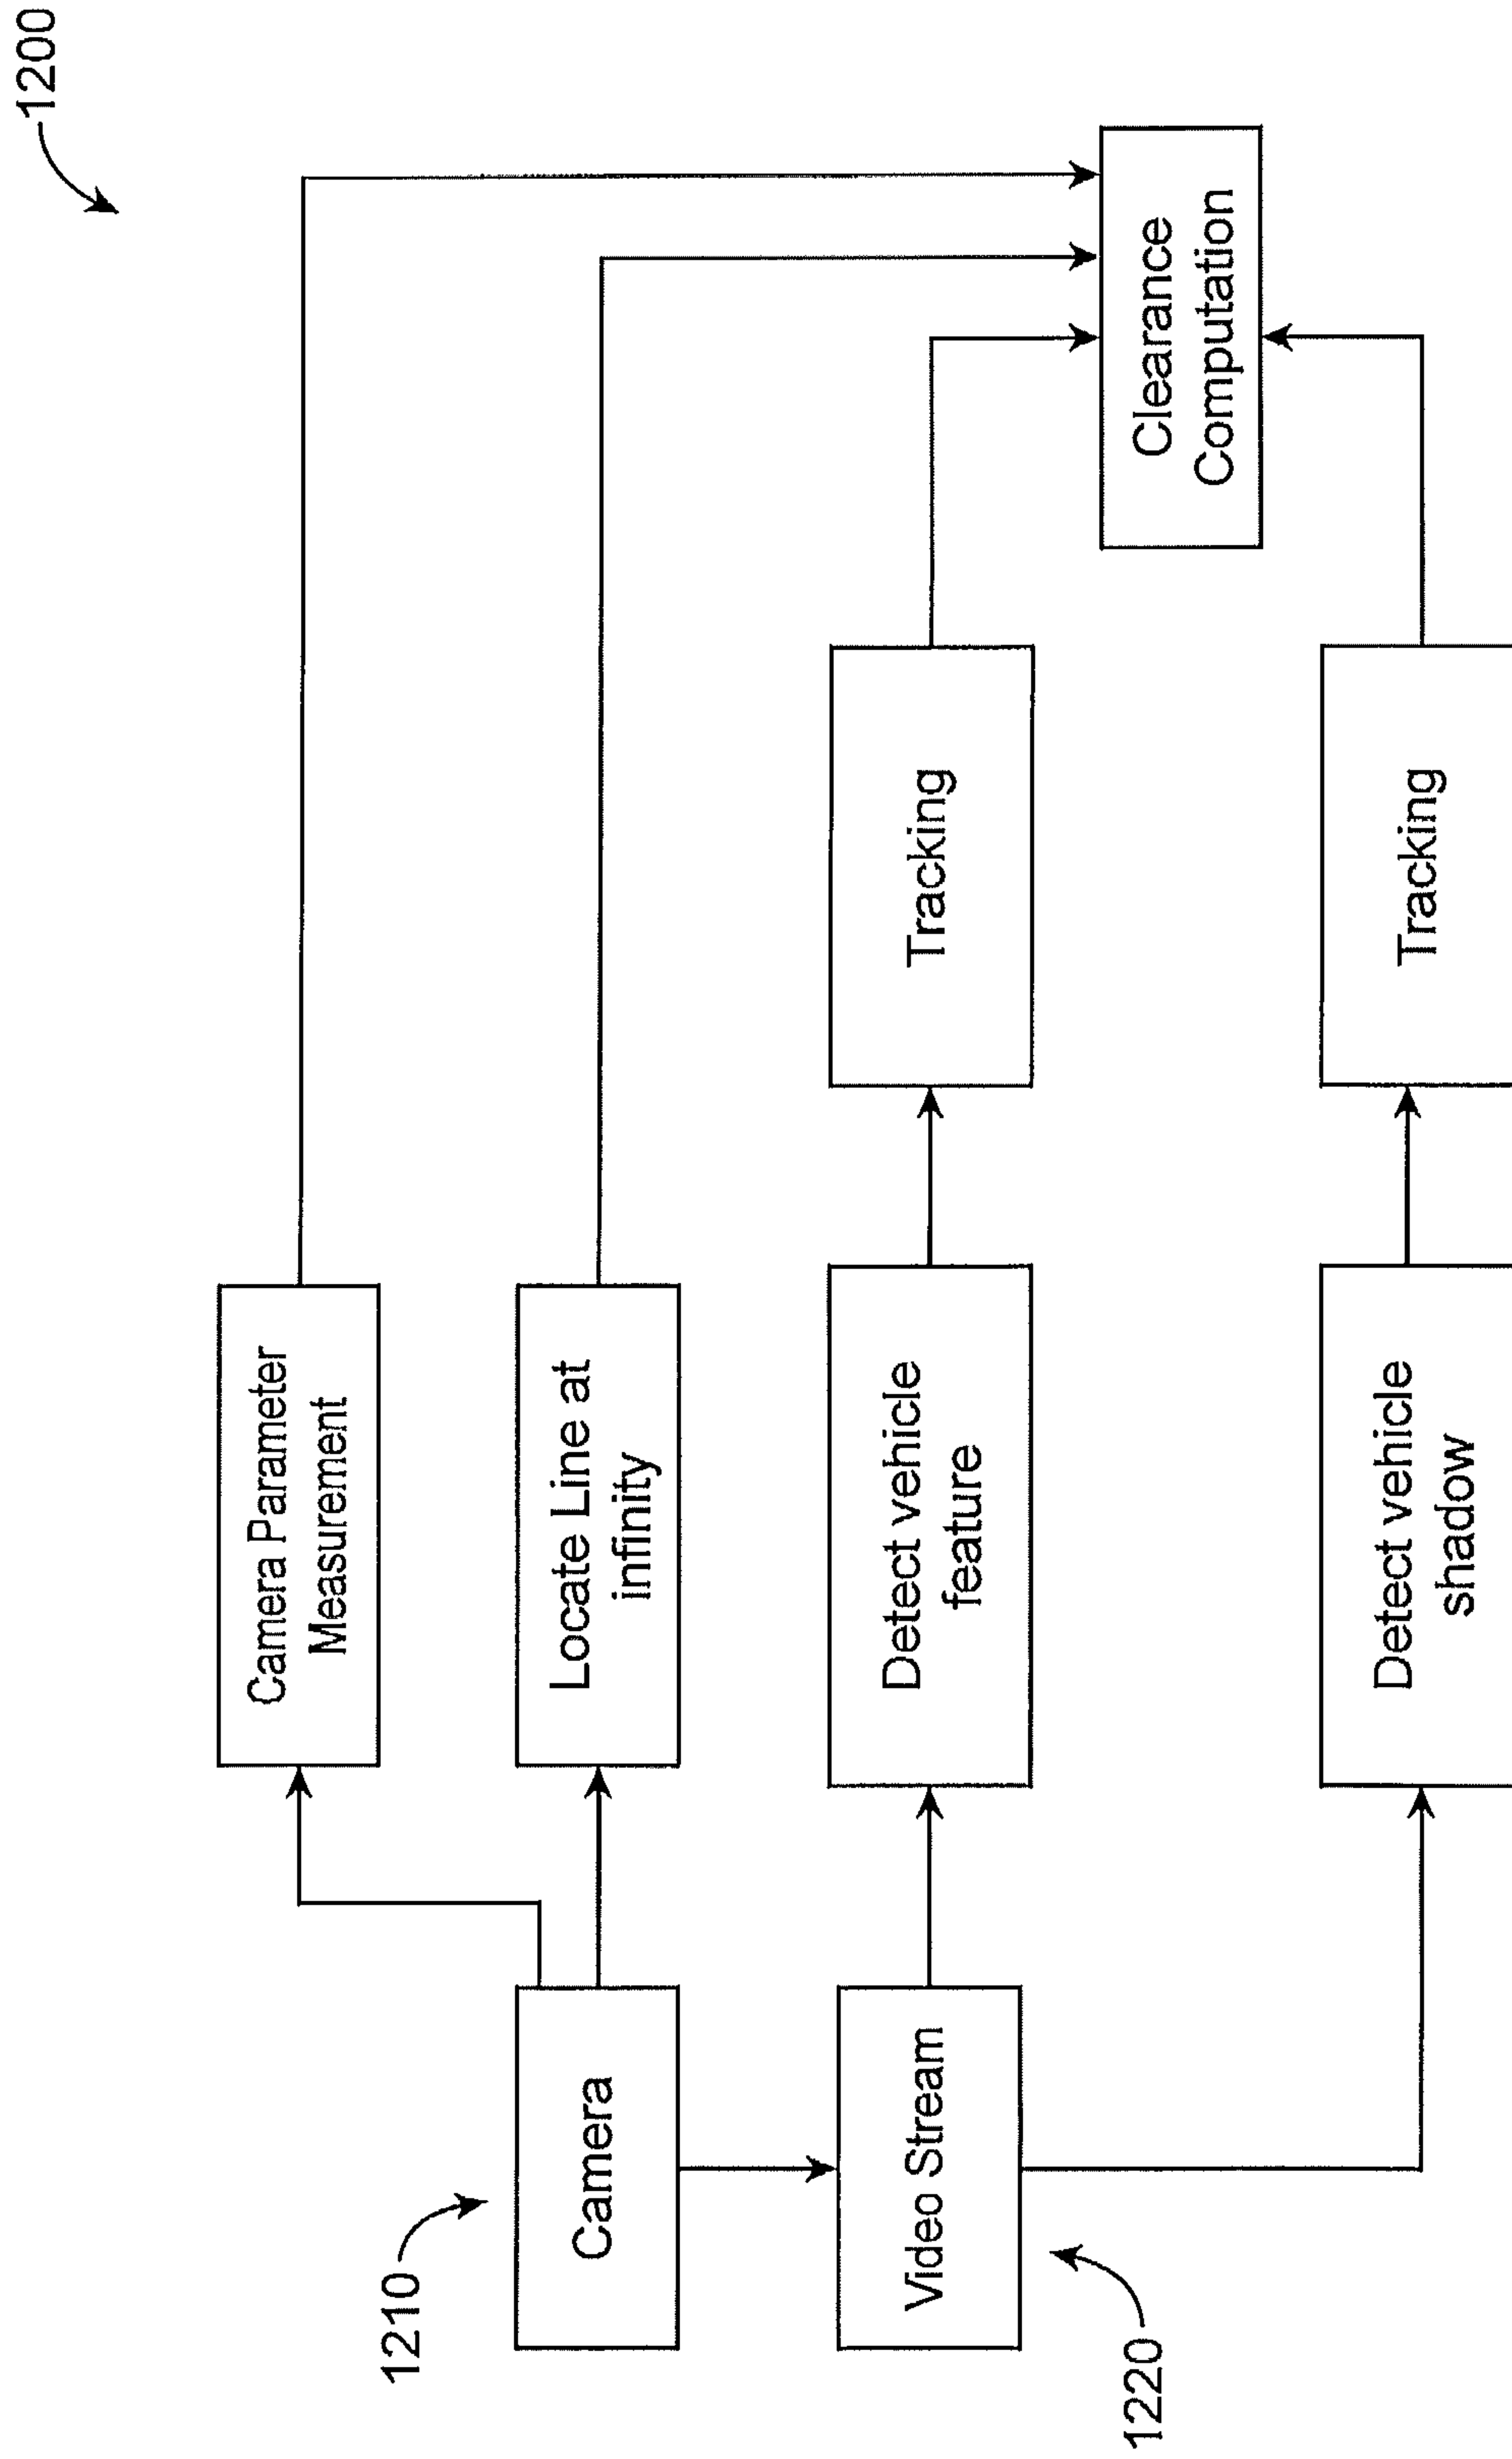 1200
Camera Parameter
Measurement
1210
Camera
Locate Line at
infinity
Video Stream
Detect vehicle
feature
Tracking
Clearance
Computation
1220
Detect vehicle
shadow
Tracking